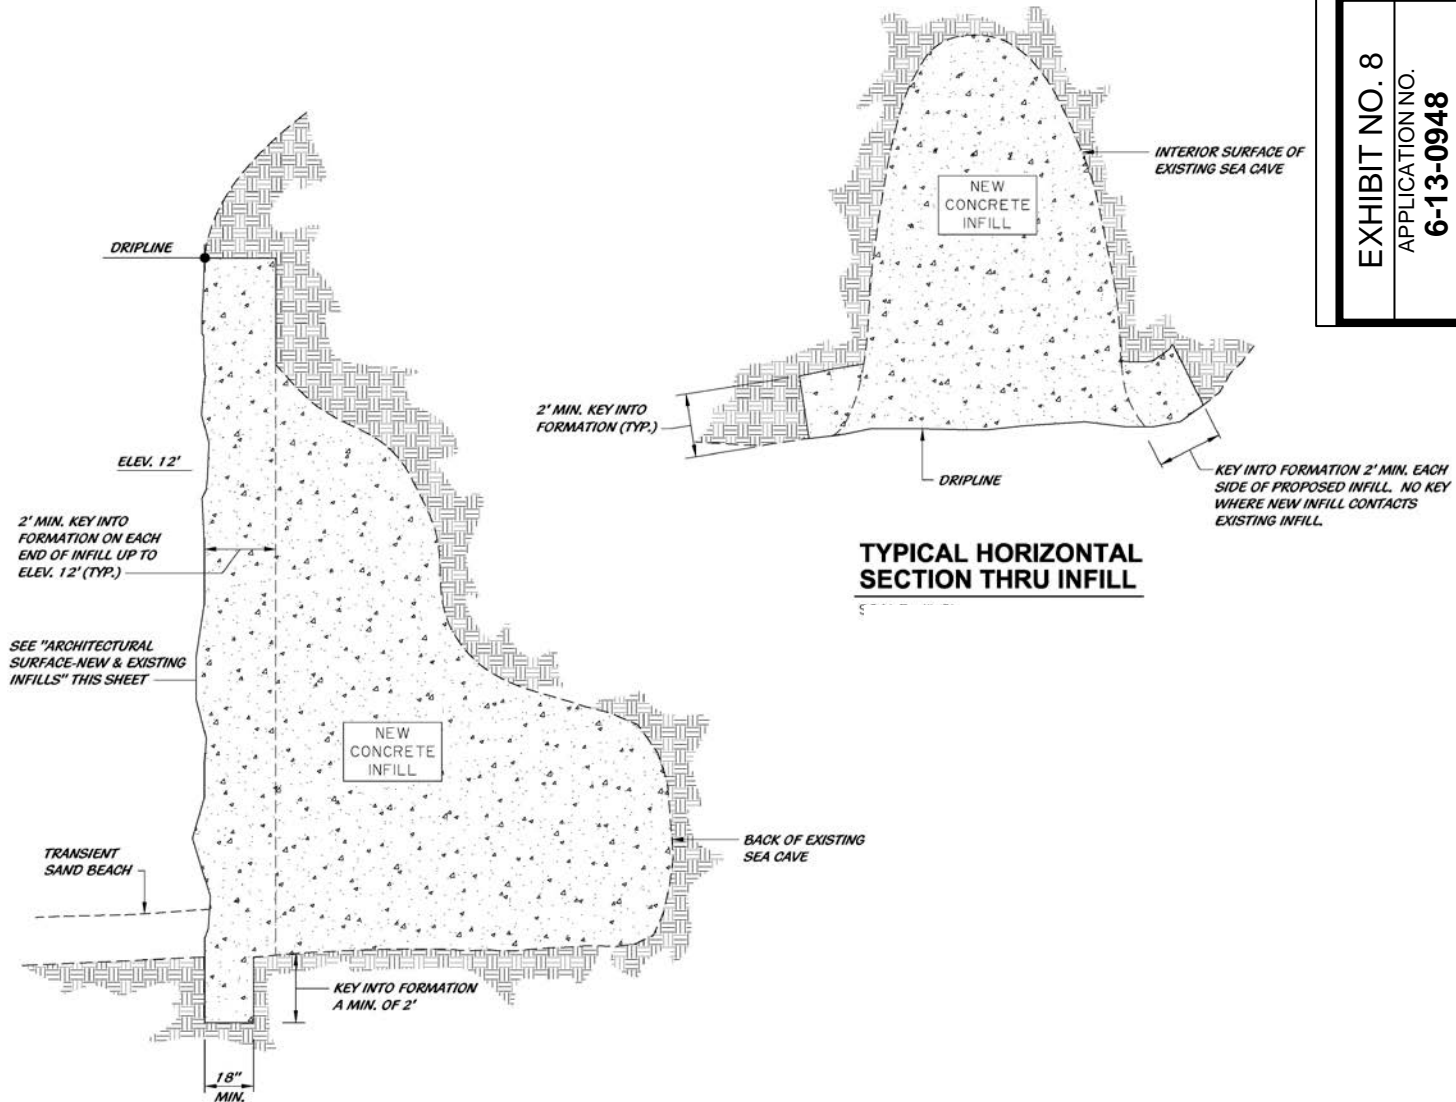 EXHIBIT NO. 8
APPLICATION NO.
6-13-0948
DRIPLINE
ELEV. 12'
2' MIN. KEY INTO
FORMATION ON EACH
END OF INFILL UP TO
ELEV. 12' (TYP.)
SEE "ARCHITECTURAL
SURFACE-NEW & EXISTING
INFILLS" THIS SHEET
NEW
CONCRETE
INFILL
TRANSIENT
SAND BEACH
BACK OF EXISTING
SEA CAVE
KEY INTO FORMATION
A MIN. OF 2'
18"
MIN.
INTERIOR SURFACE OF
EXISTING SEA CAVE
NEW
CONCRETE
INFILL
2' MIN. KEY INTO
FORMATION (TYP.)
DRIPLINE
KEY INTO FORMATION 2' MIN. EACH
SIDE OF PROPOSED INFILL. NO KEY
WHERE NEW INFILL CONTACTS
EXISTING INFILL.
TYPICAL HORIZONTAL
SECTION THRU INFILL